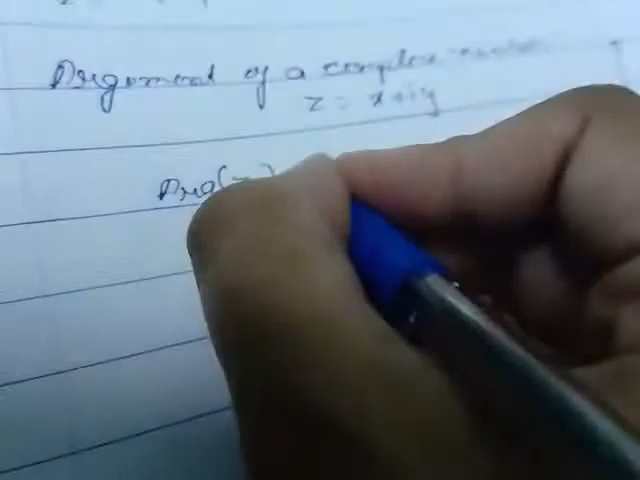 Argument of a complex number
z = x+iy
Arg(z)